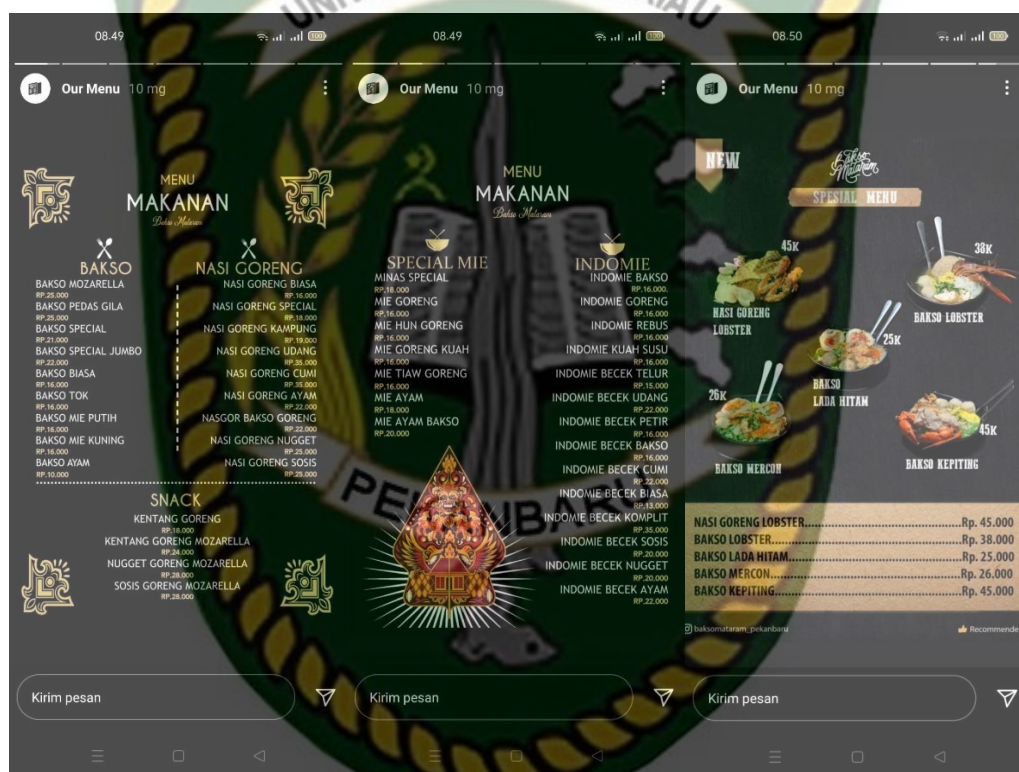 08.49
Our Menu 10 mg
MENU
MAKANAN
Bakso Mataram
BAKSO
BAKSO MOZARELLA
RP.25.000
BAKSO PEDAS GILA
RP.25.000
BAKSO SPECIAL
RP.21.000
BAKSO SPECIAL JUMBO
RP.22.000
BAKSO BIASA
RP.16.000
BAKSO TOK
RP.16.000
BAKSO MIE PUTIH
RP.16.000
BAKSO MIE KUNING
RP.16.000
BAKSO AYAM
RP.10.000
NASI GORENG
NASI GORENG BIASA
RP.16.000
NASI GORENG SPECIAL
RP.18.000
NASI GORENG KAMPUNG
RP.19.000
NASI GORENG UDANG
RP.35.000
NASI GORENG CUMI
RP.35.000
NASI GORENG AYAM
RP.22.000
NASGOR BAKSO GORENG
RP.22.000
NASI GORENG NUGGET
RP.25.000
NASI GORENG SOSIS
RP.25.000
SNACK
KENTANG GORENG
RP.18.000
KENTANG GORENG MOZARELLA
RP.24.000
NUGGET GORENG MOZARELLA
RP.28.000
SOSIS GORENG MOZARELLA
RP.28.000
Kirim pesan
08.49
Our Menu 10 mg
MENU
MAKANAN
Bakso Mataram
SPECIAL MIE
MINAS SPECIAL
RP.18.000
MIE GORENG
RP.16.000
MIE HUN GORENG
RP.16.000
MIE GORENG KUAH
RP.16.000
MIE TIAW GORENG
RP.16.000
MIE AYAM
RP.18.000
MIE AYAM BAKSO
RP.20.000
INDOMIE
INDOMIE BAKSO
RP.16.000.
INDOMIE GORENG
RP.16.000
INDOMIE REBUS
RP.16.000
INDOMIE KUAH SUSU
RP.16.000
INDOMIE BECEK TELUR
RP.15.000
INDOMIE BECEK UDANG
RP.22.000
INDOMIE BECEK PETIR
RP.16.000
INDOMIE BECEK BAKSO
RP.16.000
INDOMIE BECEK CUMI
RP.22.000
INDOMIE BECEK BIASA
RP.13.000
INDOMIE BECEK KOMPLIT
RP.35.000
INDOMIE BECEK SOSIS
RP.20.000
INDOMIE BECEK NUGGET
RP.20.000
INDOMIE BECEK AYAM
RP.22.000
Kirim pesan
08.50
Our Menu 10 mg
NEW
Bakso Mataram
SPESIAL MENU
45K
NASI GORENG
LOBSTER
38K
BAKSO LOBSTER
25K
BAKSO
LADA HITAM
26K
BAKSO MERCON
45K
BAKSO KEPITING
NASI GORENG LOBSTER Rp. 45.000
BAKSO LOBSTER Rp. 38.000
BAKSO LADA HITAM Rp. 25.000
BAKSO MERCON Rp. 26.000
BAKSO KEPITING Rp. 45.000
baksomataram_pekanbaru
Recommende
Kirim pesan